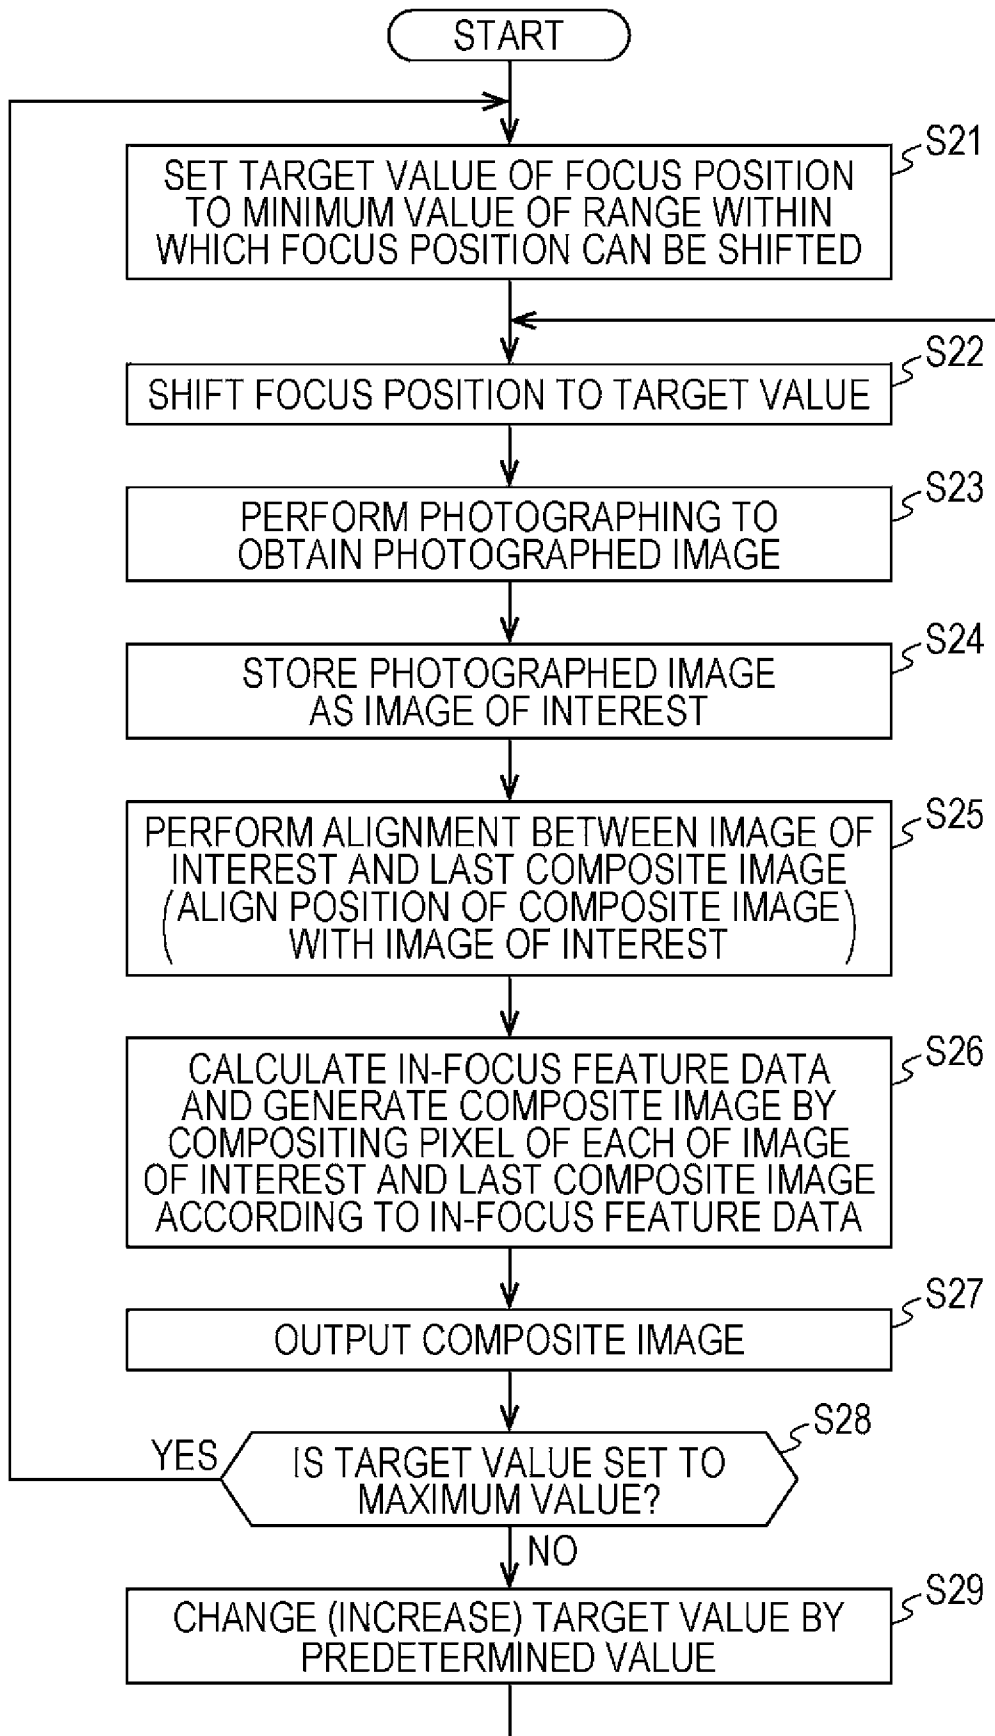 START
S21
SET TARGET VALUE OF FOCUS POSITION
TO MINIMUM VALUE OF RANGE WITHIN
WHICH FOCUS POSITION CAN BE SHIFTED
S22
SHIFT FOCUS POSITION TO TARGET VALUE
S23
PERFORM PHOTOGRAPHING TO
OBTAIN PHOTOGRAPHED IMAGE
S24
STORE PHOTOGRAPHED IMAGE
AS IMAGE OF INTEREST
S25
PERFORM ALIGNMENT BETWEEN IMAGE OF
INTEREST AND LAST COMPOSITE IMAGE
(ALIGN POSITION OF COMPOSITE IMAGE
WITH IMAGE OF INTEREST)
S26
CALCULATE IN-FOCUS FEATURE DATA
AND GENERATE COMPOSITE IMAGE BY
COMPOSITING PIXEL OF EACH OF IMAGE
OF INTEREST AND LAST COMPOSITE IMAGE
ACCORDING TO IN-FOCUS FEATURE DATA
S27
OUTPUT COMPOSITE IMAGE
S28
YES
IS TARGET VALUE SET TO
MAXIMUM VALUE?
NO
S29
CHANGE (INCREASE) TARGET VALUE BY
PREDETERMINED VALUE